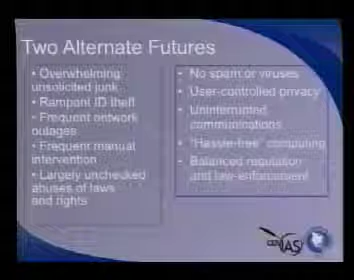 Two Alternate Futures
• Overwhelming
unsolicited junk
• Rampant ID theft
• Frequent network
outages
• Frequent manual
intervention
• Largely unchecked
abuses of laws
and rights
• No spam or viruses
• User-controlled privacy
• Uninterrupted
communications
• "Hassle-free" computing
• Balanced regulation
and law-enforcement